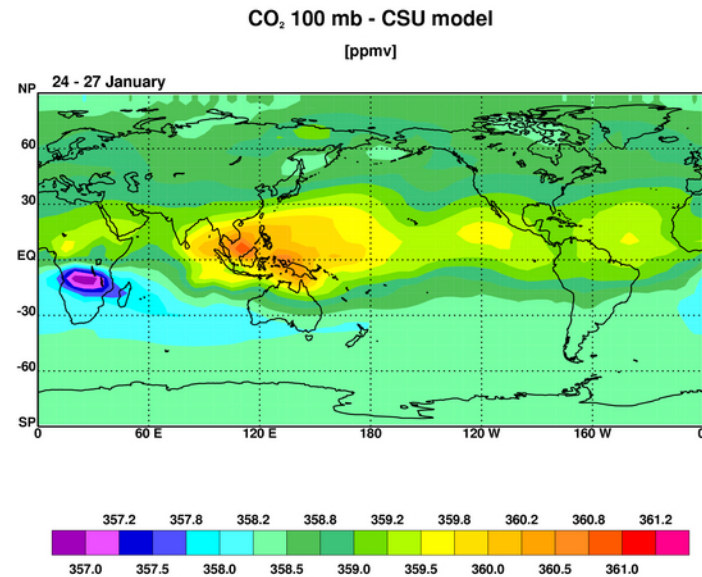 CO₂ 100 mb - CSU model
[ppmv]
24 - 27 January
NP
60
30
EQ
-30
-60
SP
0 60 E 120 E 180 120 W 160 W 0
357.2 357.8 358.2 358.8 359.2 359.8 360.2 360.8 361.2
357.0 357.5 358.0 358.5 359.0 359.5 360.0 360.5 361.0